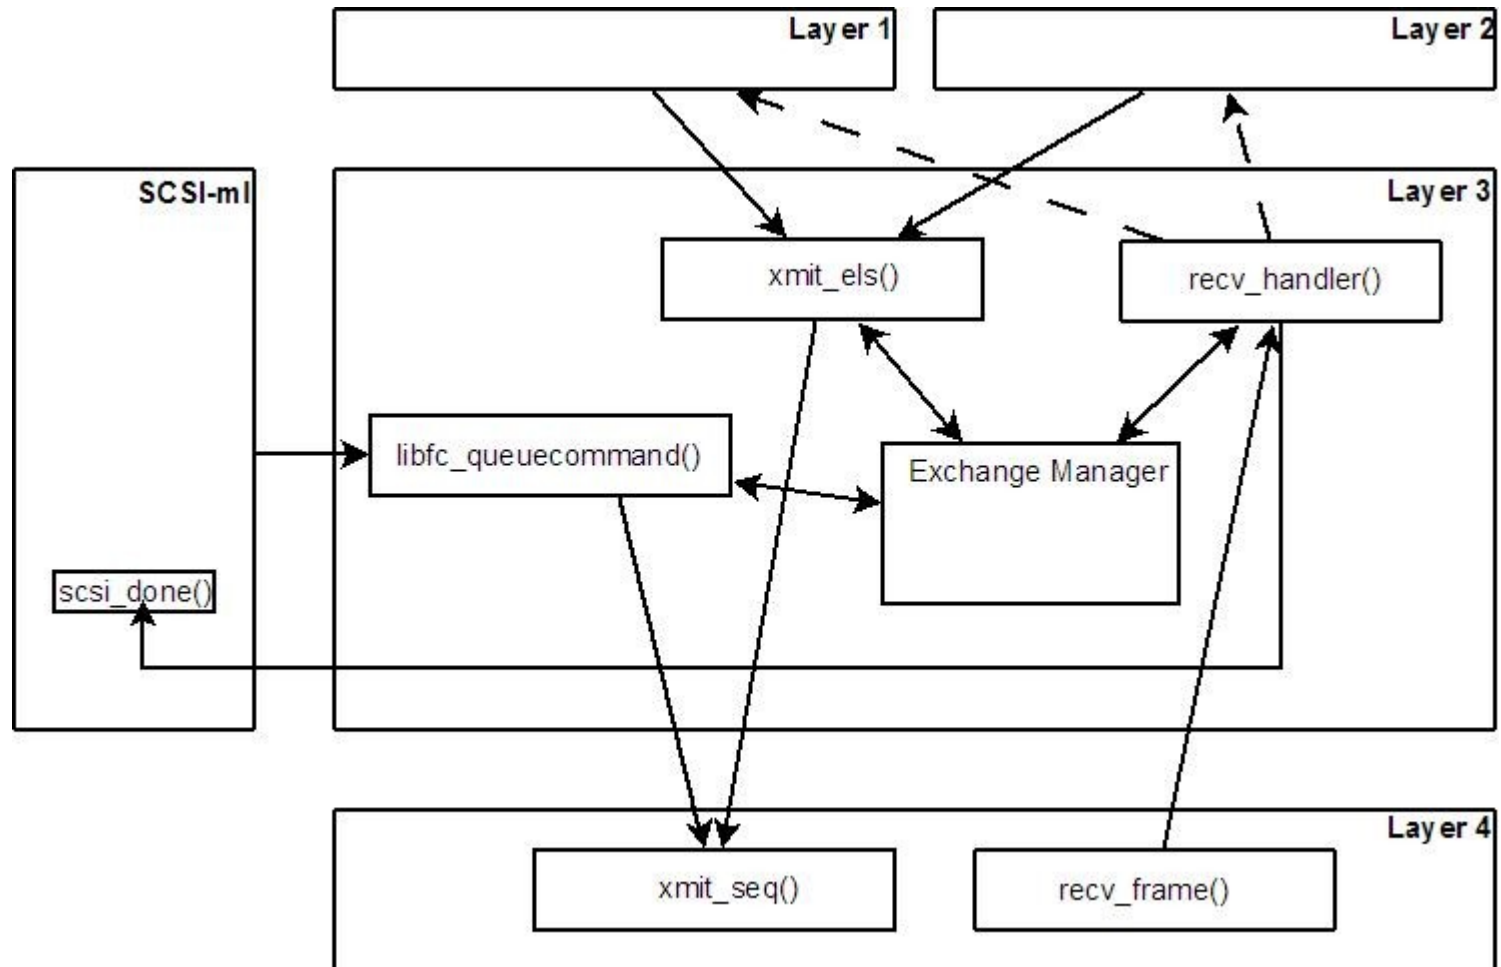 Layer 1
Layer 2
SCSI-ml
Layer 3
xmit_els()
recv_handler()
libfc_queuecommand()
Exchange Manager
scsi_done()
Layer 4
xmit_seq()
recv_frame()